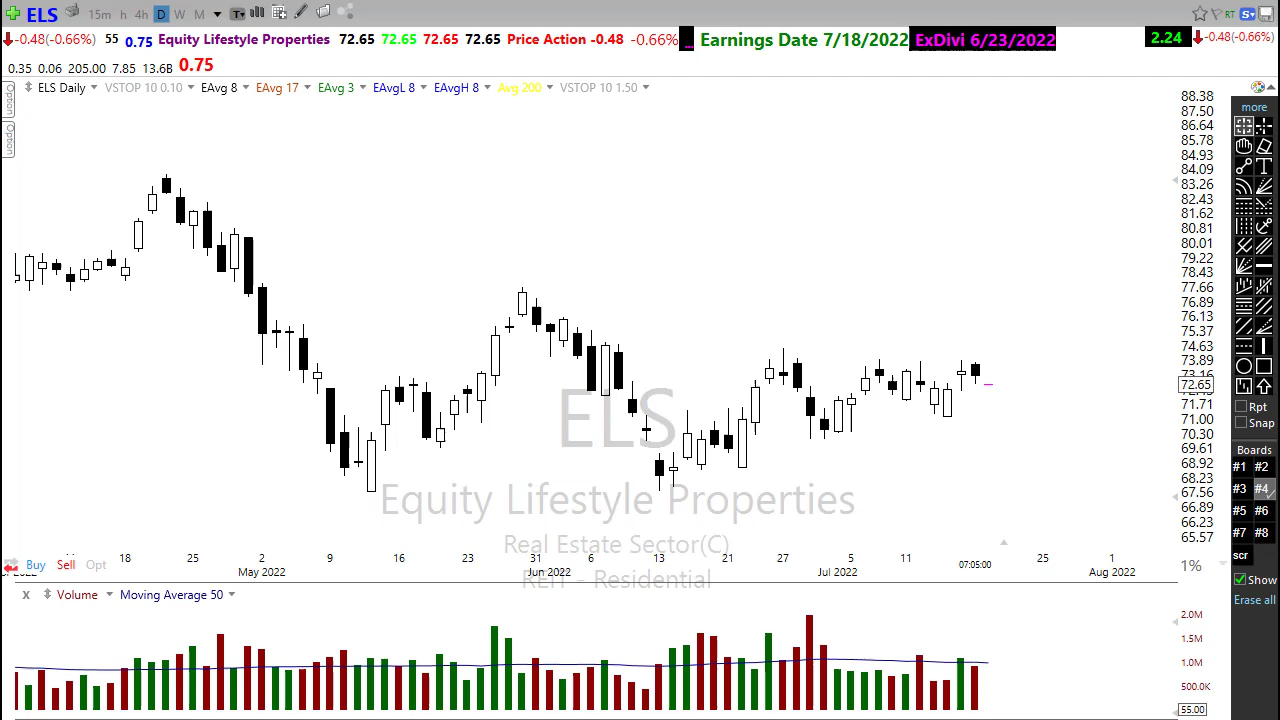 ELS 15m h 4h D W M T RT S
-0.48(-0.66%) 55 0.75 Equity Lifestyle Properties 72.65 72.65 72.65 72.65 Price Action -0.48 -0.66% ... Earnings Date 7/18/2022 ExDivi 6/23/2022 2.24 -0.48(-0.66%)
0.35 0.06 205.00 7.85 13.6B 0.75
ELS Daily VSTOP 10 0.10 EAvg 8 EAvg 17 EAvg 3 EAvgL 8 EAvgH 8 Avg 200 VSTOP 10 1.50
Option
Option
88.38
87.50
86.64
85.78
84.93
84.09
83.26
82.43
81.62
80.81
80.01
79.22
78.43
77.66
76.89
76.13
75.37
74.63
73.89
73.16
72.65
71.71
71.00
70.30
69.61
68.92
68.23
67.56
66.89
66.23
65.57
more
T
Rpt
Snap
Boards
#1 #2
#3 #4
#5 #6
#7 #8
scr
Show
Erase all
ELS
Equity Lifestyle Properties
Real Estate Sector(C)
REIT - Residential
18 25 2 9 16 23 31 6 13 21 27 5 11 07:05:00 25 1
2022 May 2022 Jun 2022 Jul 2022 Aug 2022
Buy Sell Opt
1%
x Volume Moving Average 50
2.0M
1.5M
1.0M
500.0K
55.00